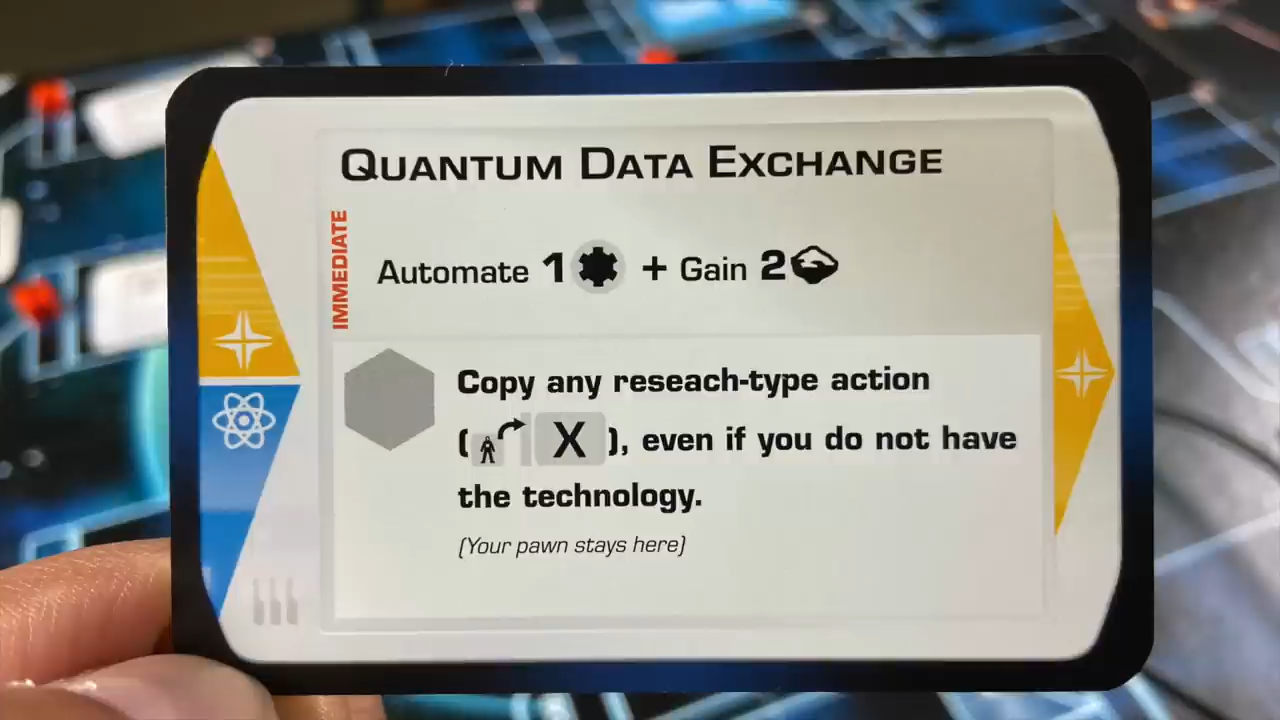 QUANTUM DATA EXCHANGE
IMMEDIATE
Automate 1 + Gain 2
Copy any reseach-type action
( X ), even if you do not have
the technology.
(Your pawn stays here)